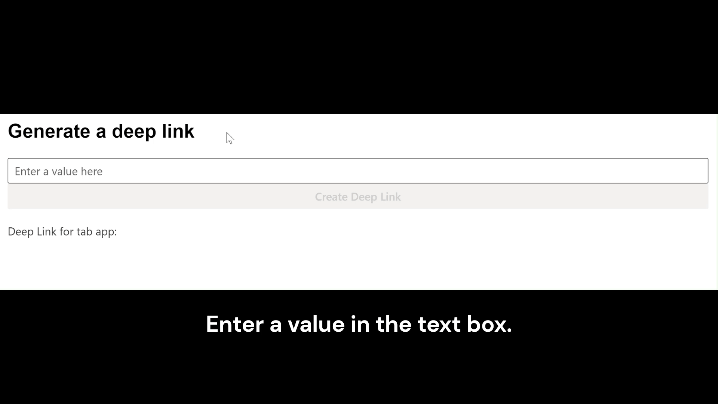 Generate a deep link
Enter a value here
Create Deep Link
Deep Link for tab app:
Enter a value in the text box.